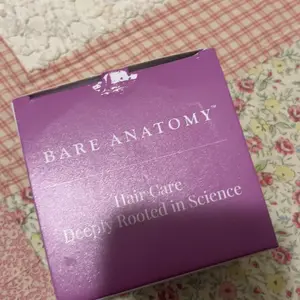 BARE ANATOMY™
Hair Care
Deeply Rooted in Science